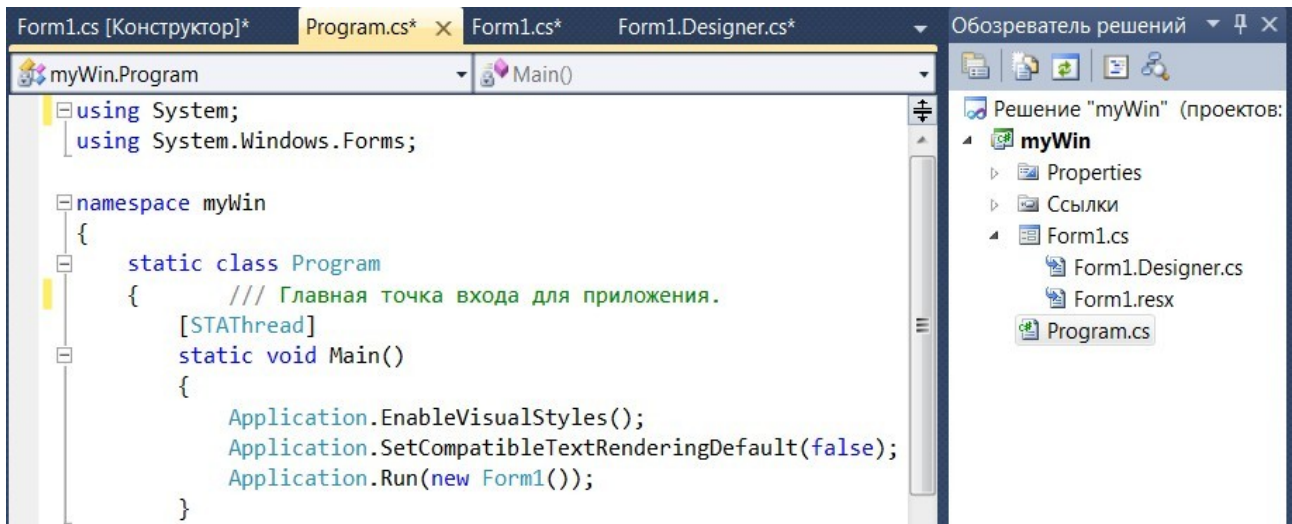 Form1.cs [Конструктор]* Program.cs* Form1.cs* Form1.Designer.cs*
myWin.Program Main()
using System;
using System.Windows.Forms;
namespace myWin
{
static class Program
{ /// Главная точка входа для приложения.
[STAThread]
static void Main()
{
Application.EnableVisualStyles();
Application.SetCompatibleTextRenderingDefault(false);
Application.Run(new Form1());
}
Обозреватель решений
Решение "myWin" (проектов:
myWin
Properties
Ссылки
Form1.cs
Form1.Designer.cs
Form1.resx
Program.cs